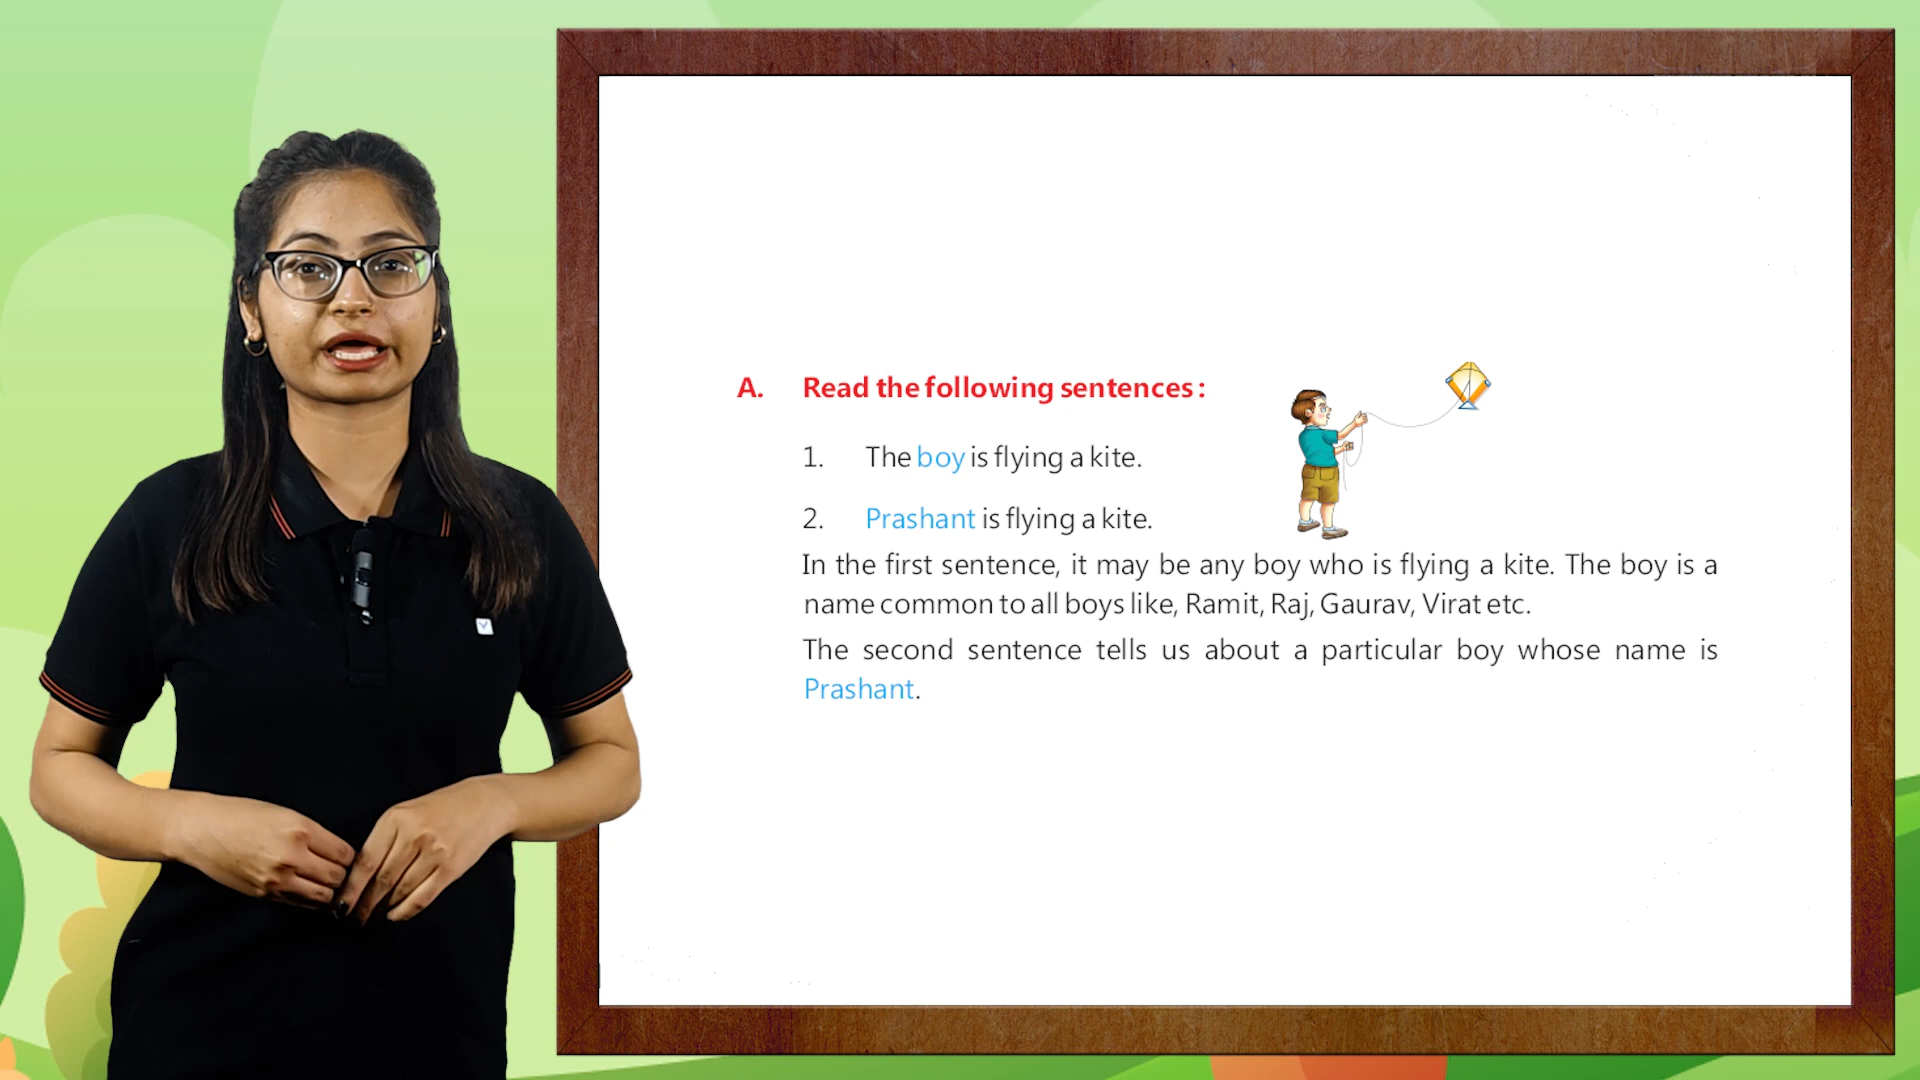 A. Read the following sentences :
1. The boy is flying a kite.
2. Prashant is flying a kite.
In the first sentence, it may be any boy who is flying a kite. The boy is a
name common to all boys like, Ramit, Raj, Gaurav, Virat etc.
The second sentence tells us about a particular boy whose name is
Prashant.